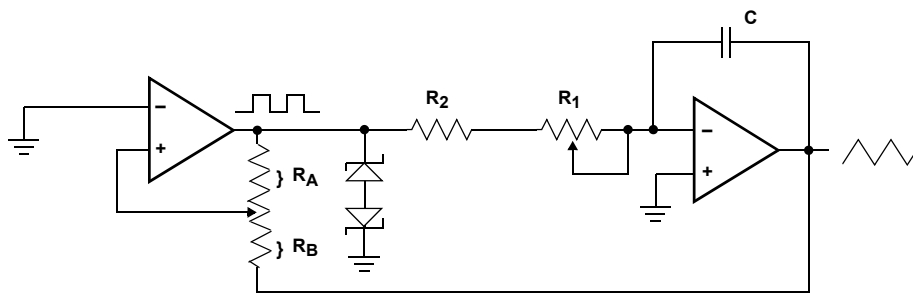 C
R2
R1
–
+
–
+
} RA
} RB